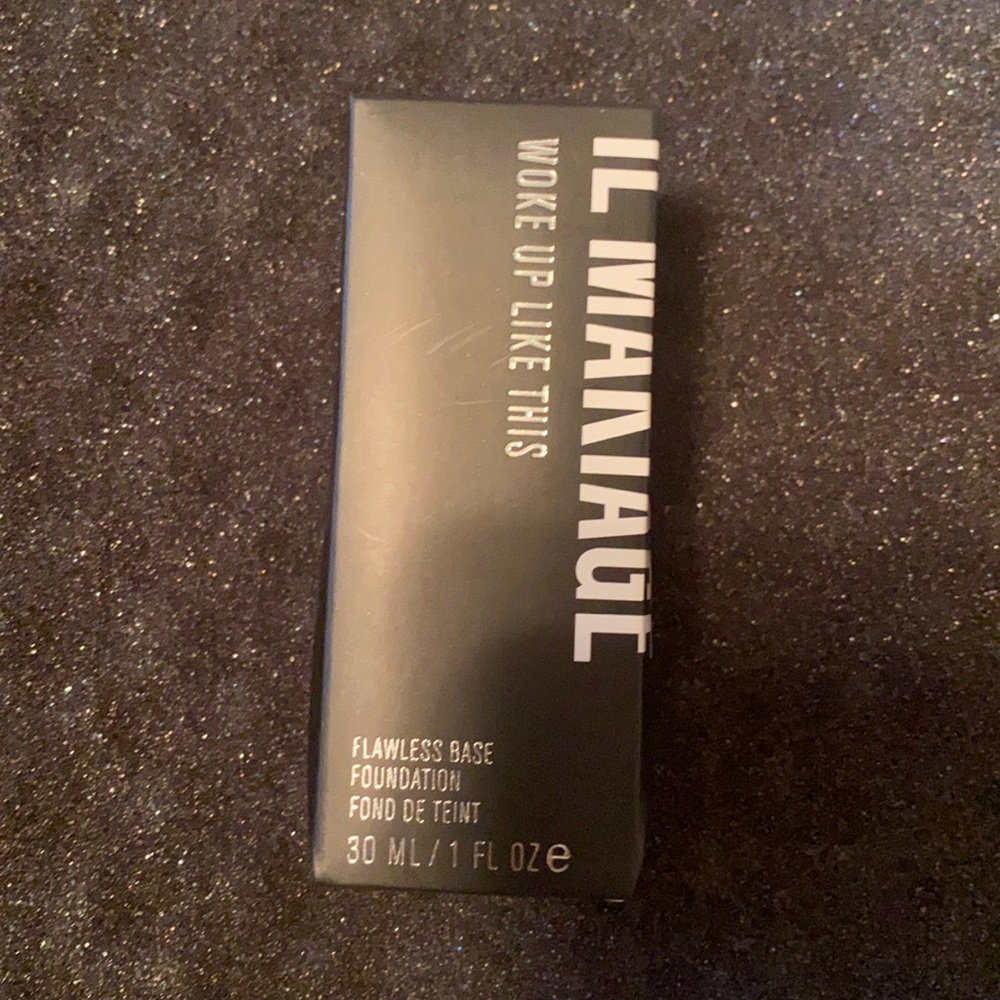 IL MAKIAGE
WOKE UP LIKE THIS
FLAWLESS BASE
FOUNDATION
FOND DE TEINT
30 ML / 1 FL OZ e